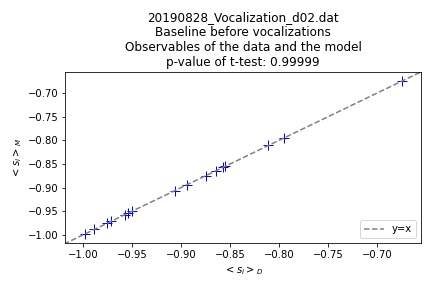 20190828_Vocalization_d02.dat
Baseline before vocalizations
Observables of the data and the model
p-value of t-test: 0.99999
< s_i > _M
−0.70
−0.75
−0.80
−0.85
−0.90
−0.95
−1.00
y=x
−1.00 −0.95 −0.90 −0.85 −0.80 −0.75 −0.70
< s_i > _D